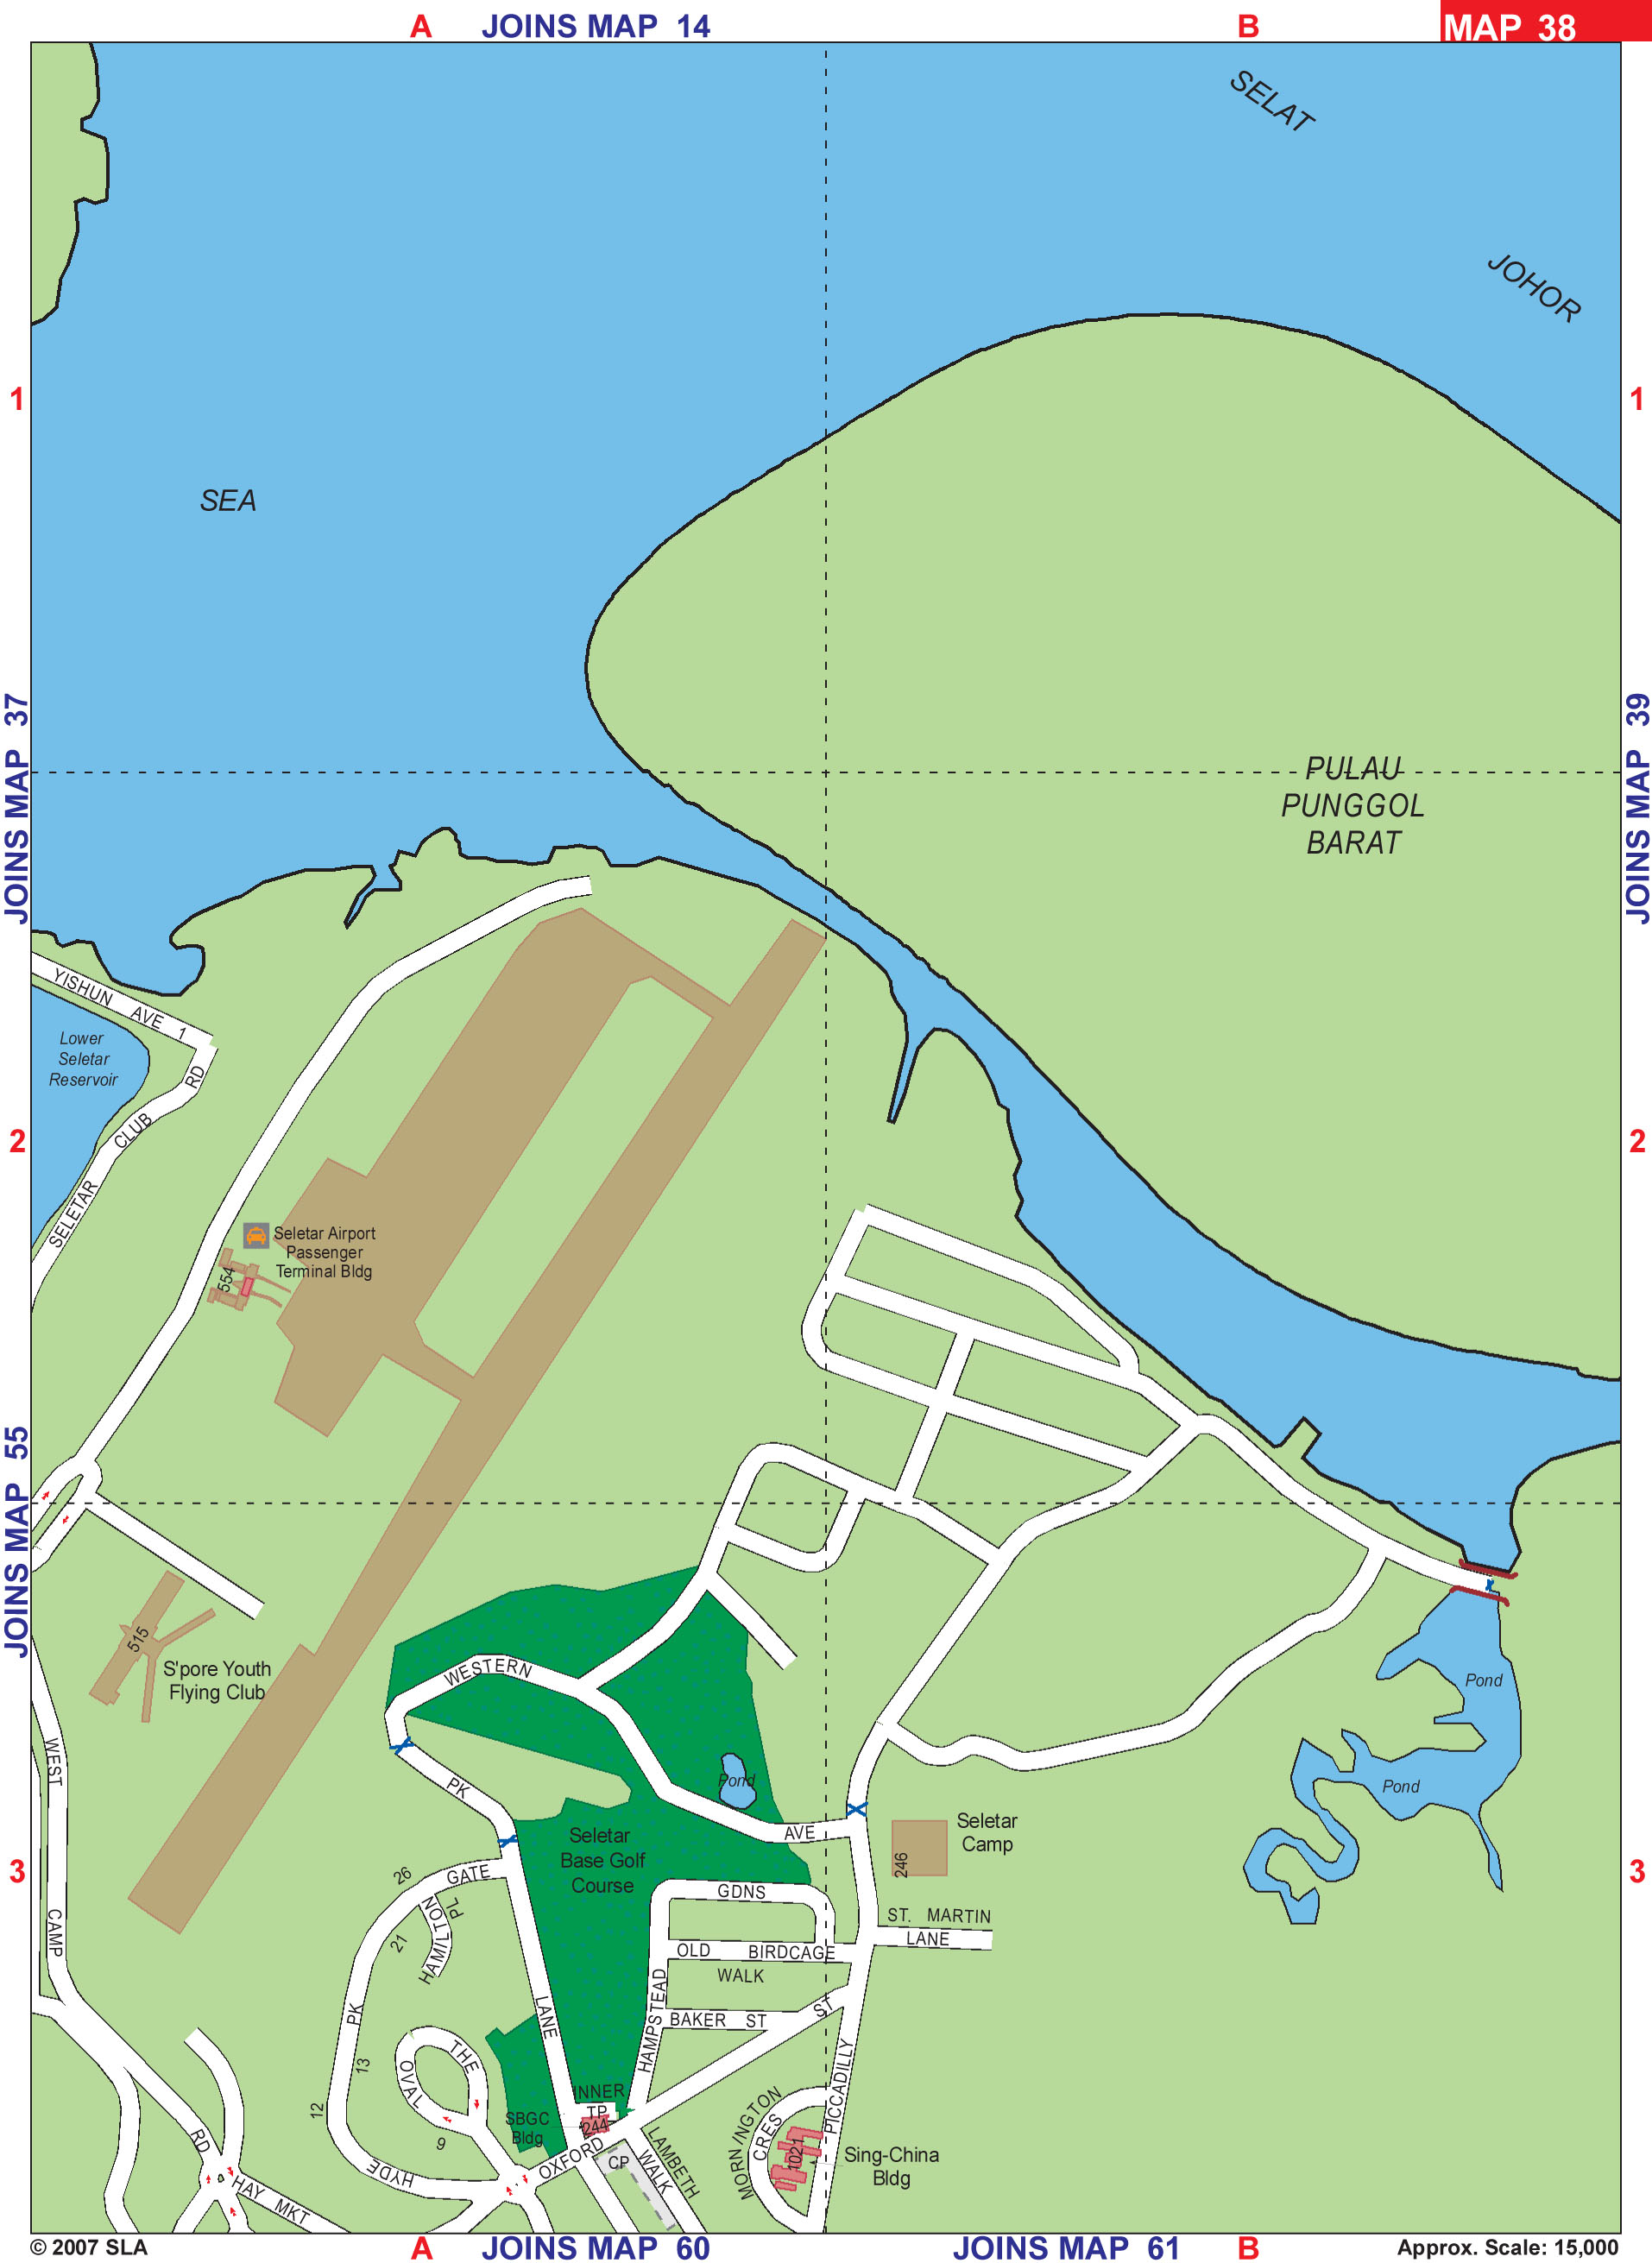 A JOINS MAP 14 B MAP 38
SELAT
JOHOR
1 1
SEA
JOINS MAP 37
JOINS MAP 39
PULAU
PUNGGOL
BARAT
YISHUN AVE 1
Lower
Seletar
Reservoir
SELETAR CLUB RD
2 2
Seletar Airport
Passenger
Terminal Bldg
554
JOINS MAP 55
515
S'pore Youth
Flying Club
WESTERN
Pond
WEST
PK
Pond
Pond
AVE
Seletar
Camp
246
Seletar
Base Golf
Course
3 3
26
GATE
GDNS
HAMILTON PL
21
CAMP
ST. MARTIN
LANE
OLD BIRDCAGE
WALK
LANE
HAMPSTEAD
PK
BAKER ST
ST
13
THE
OVAL
PICCADILLY
INNER
TP
12
SBGC
Bldg
244
9
OXFORD
CP
LAMBETH
WALK
MORN/INGTON
CRES
1021
Sing-China
Bldg
RD
HYDE
HAY MKT
© 2007 SLA A JOINS MAP 60 JOINS MAP 61 B Approx. Scale: 15,000